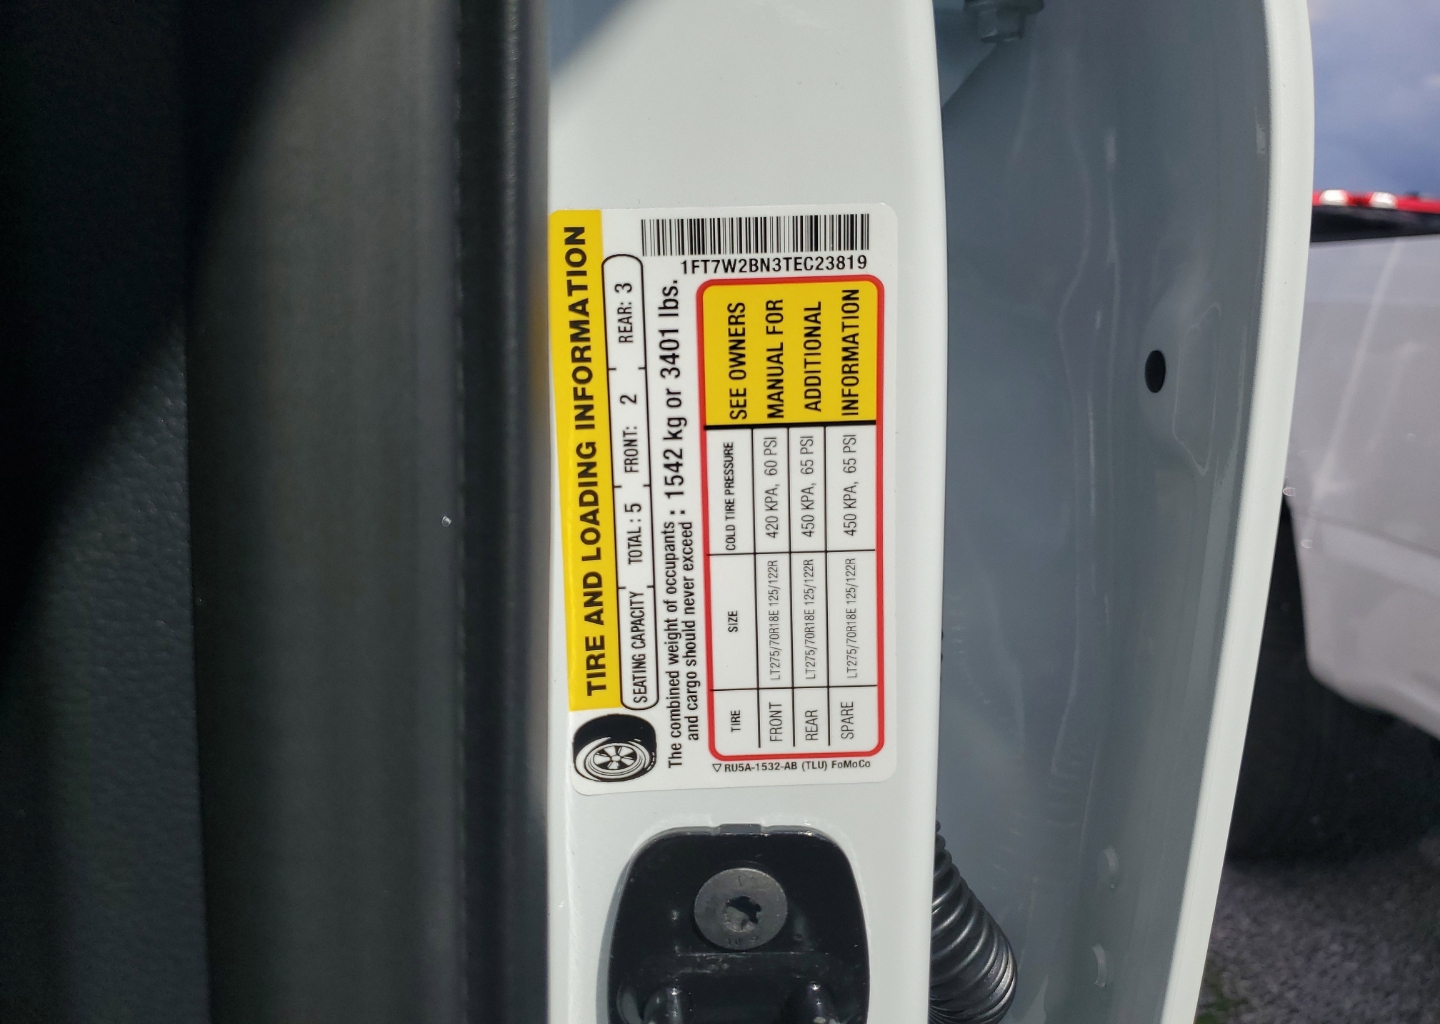 TIRE AND LOADING INFORMATION
SEATING CAPACITY TOTAL: 5 FRONT: 2 REAR: 3
The combined weight of occupants
and cargo should never exceed : 1542 kg or 3401 lbs.
1FT7W2BN3TEC23819
TIRE SIZE COLD TIRE PRESSURE SEE OWNERS
FRONT LT275/70R18E 125/122R 420 KPA, 60 PSI MANUAL FOR
REAR LT275/70R18E 125/122R 450 KPA, 65 PSI ADDITIONAL
SPARE LT275/70R18E 125/122R 450 KPA, 65 PSI INFORMATION
RU5A-1532-AB (TLU) FoMoCo